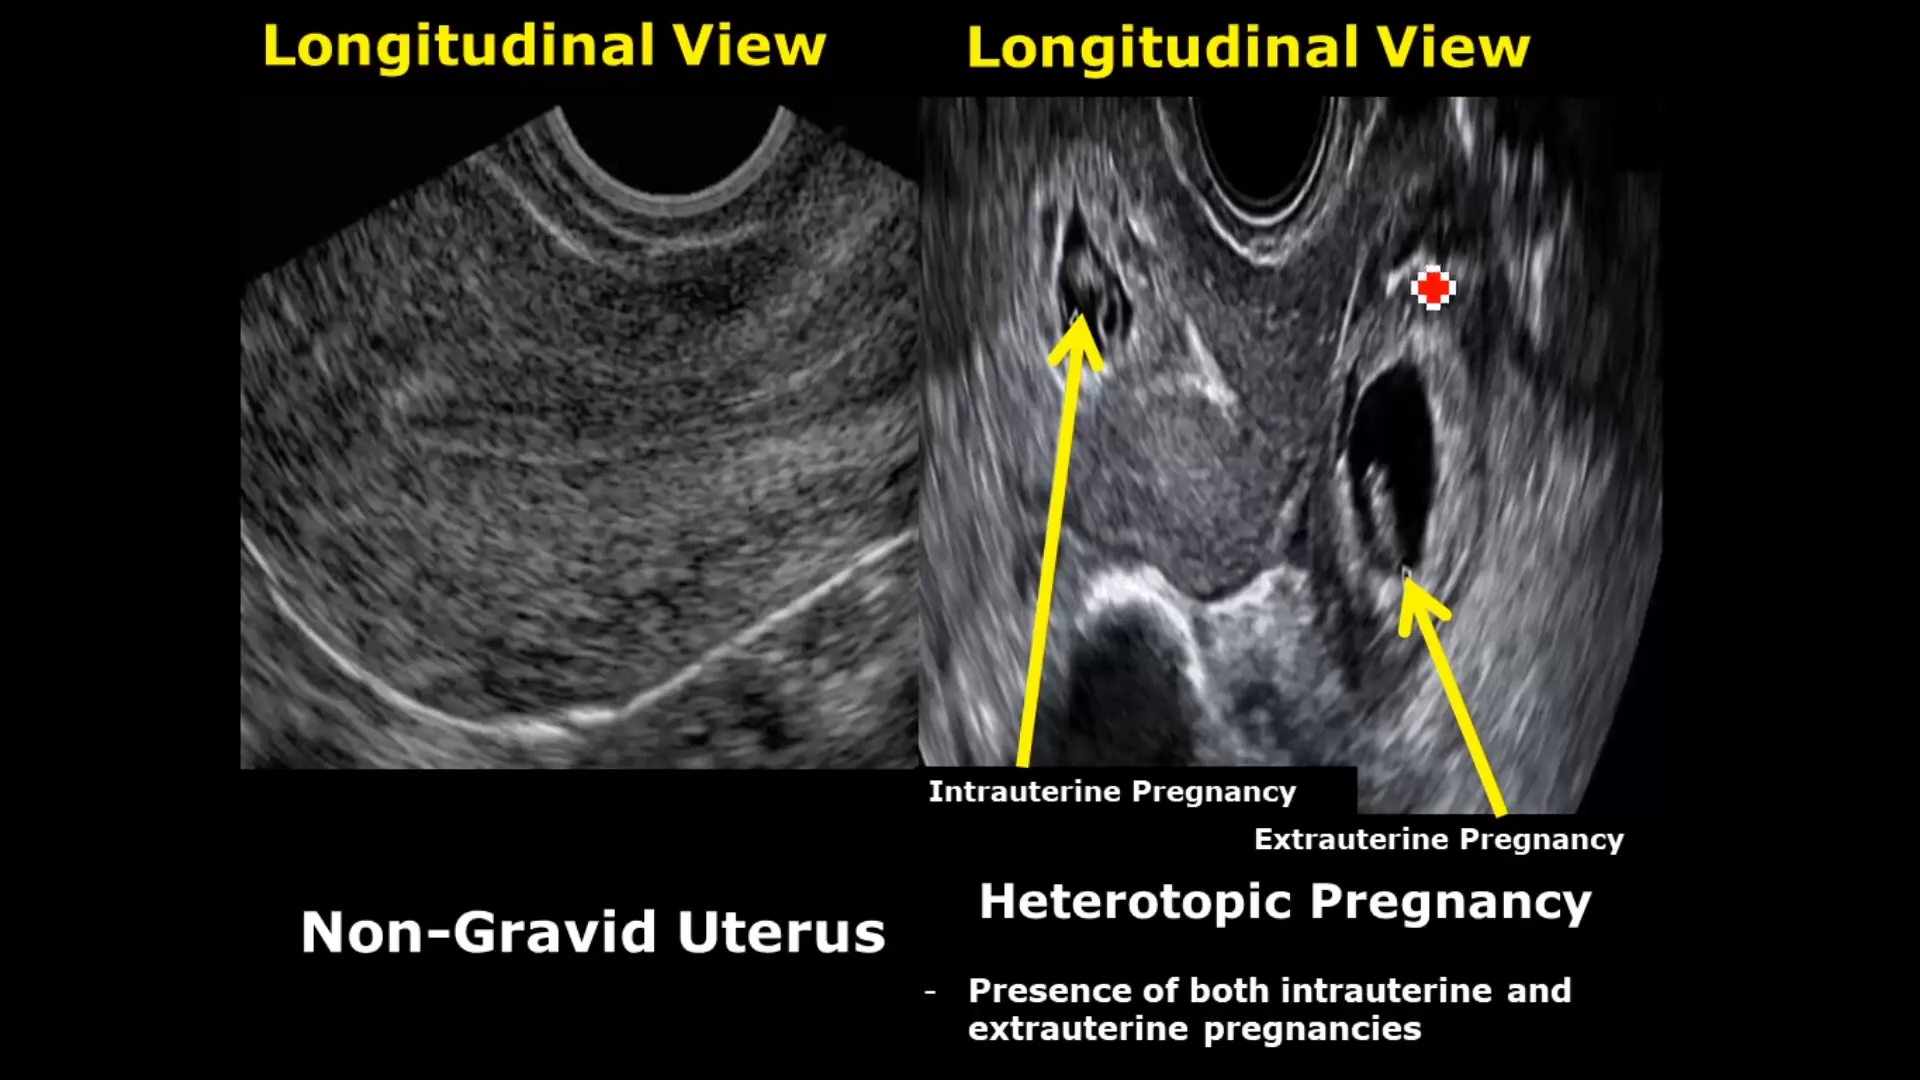 Longitudinal View
Longitudinal View
Intrauterine Pregnancy
Extrauterine Pregnancy
Non-Gravid Uterus
Heterotopic Pregnancy
- Presence of both intrauterine and
extrauterine pregnancies